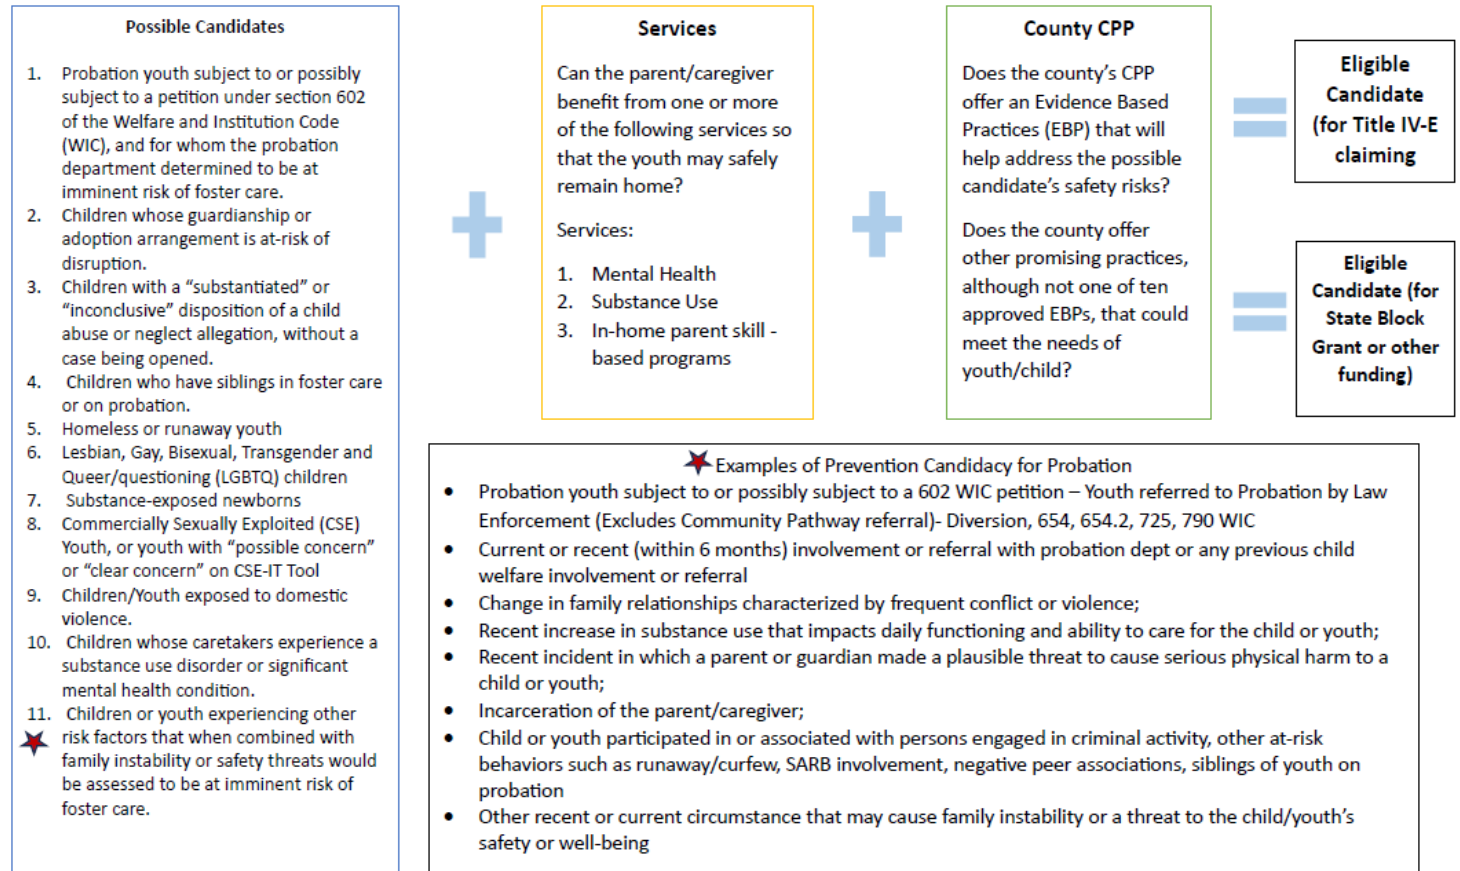 Possible Candidates
1. Probation youth subject to or possibly
subject to a petition under section 602
of the Welfare and Institution Code
(WIC), and for whom the probation
department determined to be at
imminent risk of foster care.
2. Children whose guardianship or
adoption arrangement is at-risk of
disruption.
3. Children with a “substantiated” or
“inconclusive” disposition of a child
abuse or neglect allegation, without a
case being opened.
4. Children who have siblings in foster care
or on probation.
5. Homeless or runaway youth
6. Lesbian, Gay, Bisexual, Transgender and
Queer/questioning (LGBTQ) children
7. Substance-exposed newborns
8. Commercially Sexually Exploited (CSE)
Youth, or youth with “possible concern”
or “clear concern” on CSE-IT Tool
9. Children/Youth exposed to domestic
violence.
10. Children whose caretakers experience a
substance use disorder or significant
mental health condition.
11. Children or youth experiencing other
risk factors that when combined with
family instability or safety threats would
be assessed to be at imminent risk of
foster care.
Services
Can the parent/caregiver
benefit from one or more
of the following services so
that the youth may safely
remain home?
Services:
1. Mental Health
2. Substance Use
3. In-home parent skill -
based programs
County CPP
Does the county’s CPP
offer an Evidence Based
Practices (EBP) that will
help address the possible
candidate’s safety risks?
Does the county offer
other promising practices,
although not one of ten
approved EBPs, that could
meet the needs of
youth/child?
Eligible
Candidate
(for Title IV-E
claiming
Eligible
Candidate (for
State Block
Grant or other
funding)
Examples of Prevention Candidacy for Probation
• Probation youth subject to or possibly subject to a 602 WIC petition – Youth referred to Probation by Law
Enforcement (Excludes Community Pathway referral)- Diversion, 654, 654.2, 725, 790 WIC
• Current or recent (within 6 months) involvement or referral with probation dept or any previous child
welfare involvement or referral
• Change in family relationships characterized by frequent conflict or violence;
• Recent increase in substance use that impacts daily functioning and ability to care for the child or youth;
• Recent incident in which a parent or guardian made a plausible threat to cause serious physical harm to a
child or youth;
• Incarceration of the parent/caregiver;
• Child or youth participated in or associated with persons engaged in criminal activity, other at-risk
behaviors such as runaway/curfew, SARB involvement, negative peer associations, siblings of youth on
probation
• Other recent or current circumstance that may cause family instability or a threat to the child/youth’s
safety or well-being